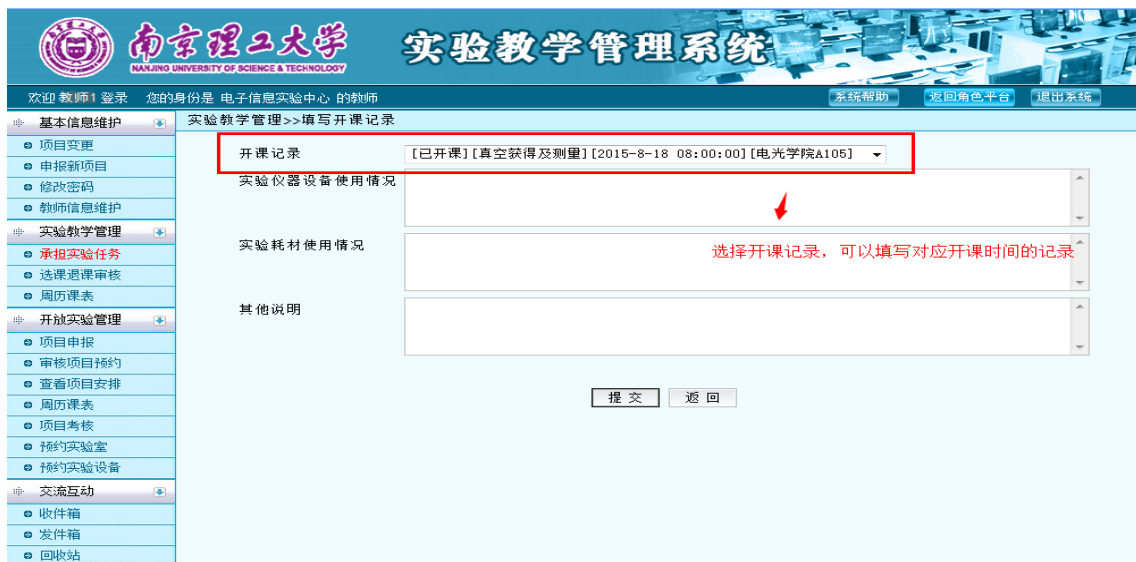 南京理工大学
NANJING UNIVERSITY OF SCIENCE & TECHNOLOGY
实验教学管理系统
欢迎 教师1 登录 您的身份是 电子信息实验中心 的教师
系统帮助 返回角色平台 退出系统
基本信息维护
项目变更
申报新项目
修改密码
教师信息维护
实验教学管理
承担实验任务
选课退课审核
周历课表
开放实验管理
项目申报
审核项目预约
查看项目安排
周历课表
项目考核
预约实验室
预约实验设备
交流互动
收件箱
发件箱
回收站
实验教学管理>>填写开课记录
开课记录 [已开课][真空获得及测量][2015-8-18 08:00:00][电光学院A105]
实验仪器设备使用情况
实验耗材使用情况
选择开课记录，可以填写对应开课时间的记录
其他说明
提 交 返 回